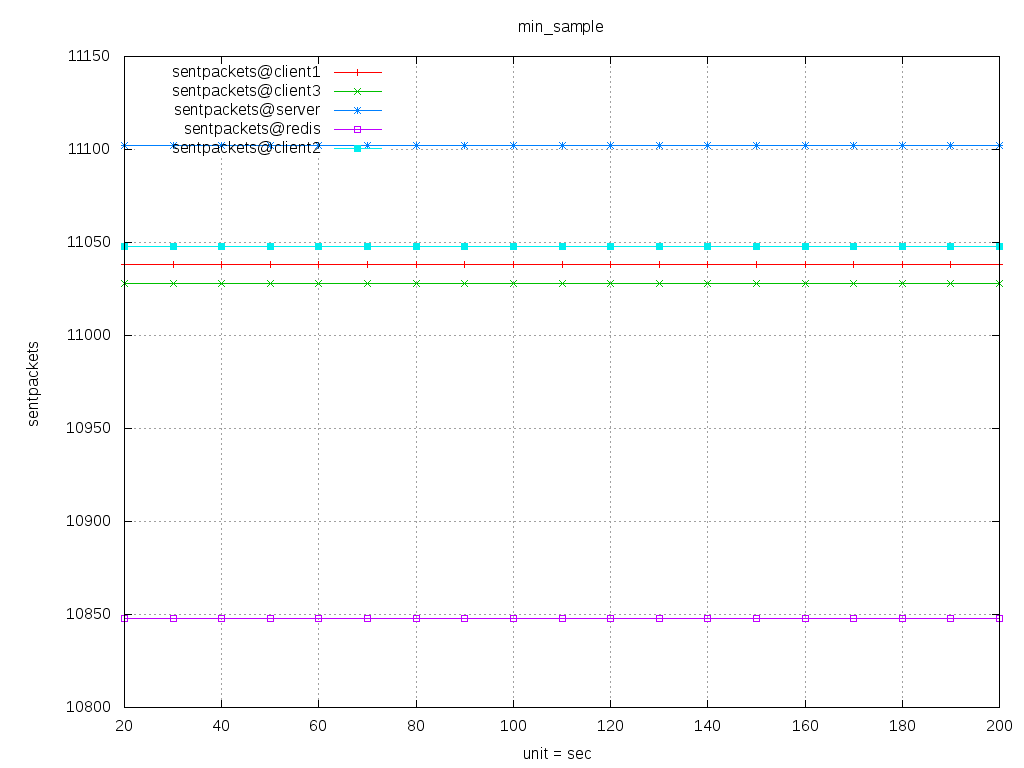 min_sample
11150
11100
11050
11000
10950
10900
10850
10800
sentpackets@client1
sentpackets@client3
sentpackets@server
sentpackets@redis
sentpackets@client2
sentpackets
20 40 60 80 100 120 140 160 180 200
unit = sec